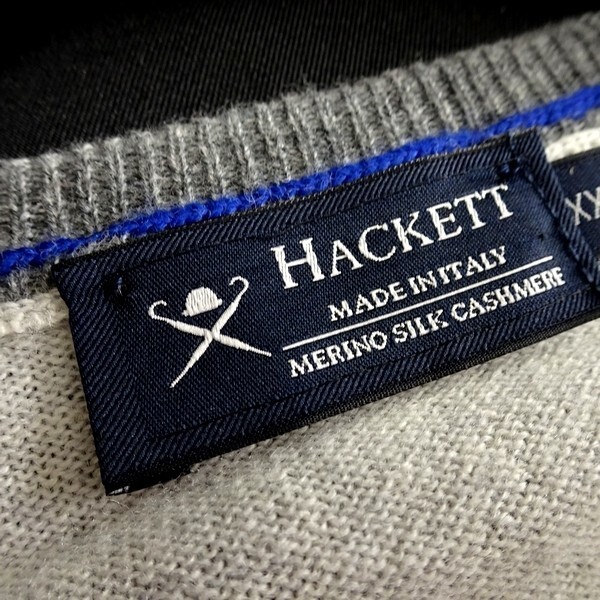 HACKETT
MADE IN ITALY
MERINO SILK CASHMERE